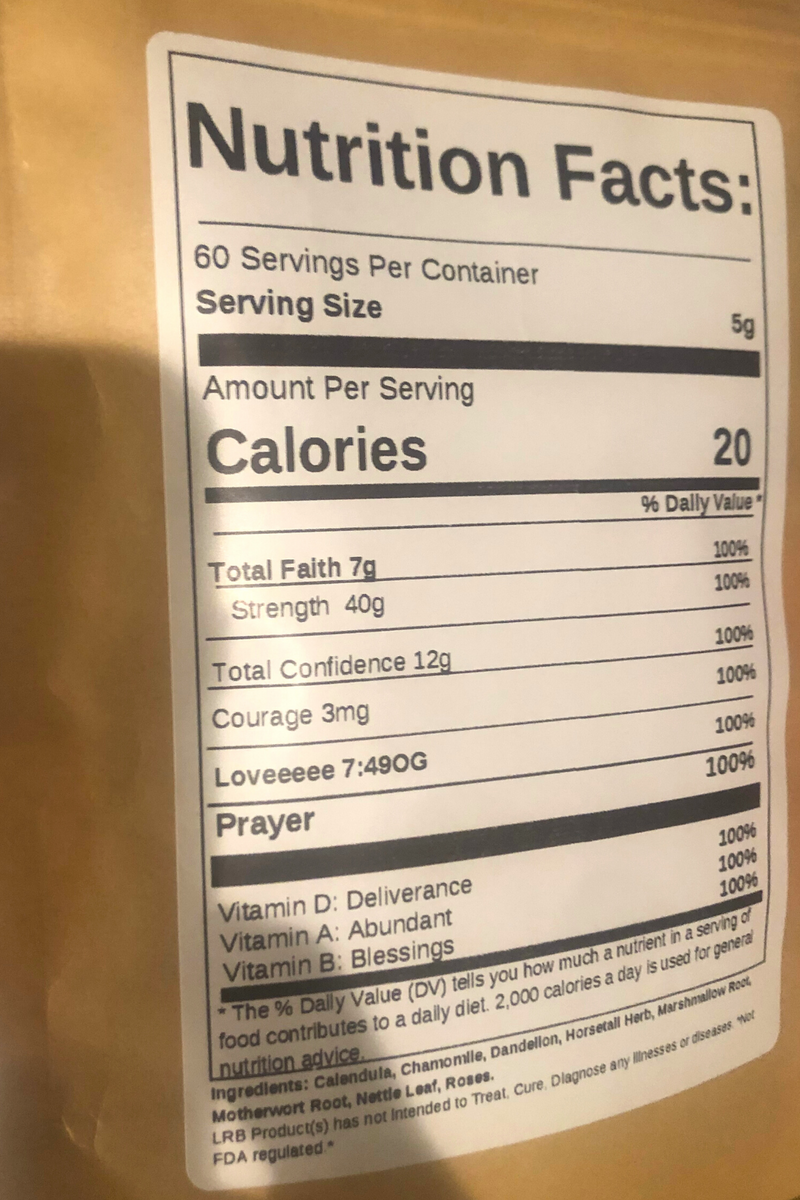 Nutrition Facts:
60 Servings Per Container
Serving Size 5g
Amount Per Serving
Calories 20
% Daily Value *
Total Faith 7g 100%
Strength 40g 100%
Total Confidence 12g 100%
Courage 3mg 100%
Loveeeee 7:49OG 100%
Prayer 100%
Vitamin D: Deliverance 100%
Vitamin A: Abundant 100%
Vitamin B: Blessings 100%
* The % Daily Value (DV) tells you how much a nutrient in a serving of
food contributes to a daily diet. 2,000 calories a day is used for general
nutrition advice.
Ingredients: Calendula, Chamomile, Dandelion, Horsetail Herb, Marshmallow Root,
Motherwort Root, Nettle Leaf, Roses.
LRB Product(s) has not Intended to Treat, Cure, Diagnose any Illnesses or diseases. *Not
FDA regulated.*